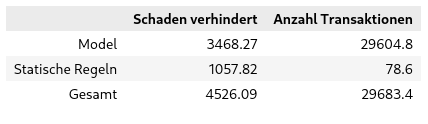 Schaden verhindert Anzahl Transaktionen
Model 3468.27 29604.8
Statische Regeln 1057.82 78.6
Gesamt 4526.09 29683.4